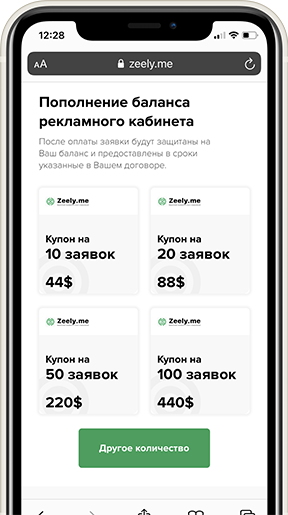 12:28
AA zeely.me
Пополнение баланса
рекламного кабинета
После оплаты заявки будут защитаны на
Ваш баланс и предоставлены в сроки
указанные в Вашем договоре.
Zeely.me
Купон на
10 заявок
44$
Zeely.me
Купон на
20 заявок
88$
Zeely.me
Купон на
50 заявок
220$
Zeely.me
Купон на
100 заявок
440$
Другое количество